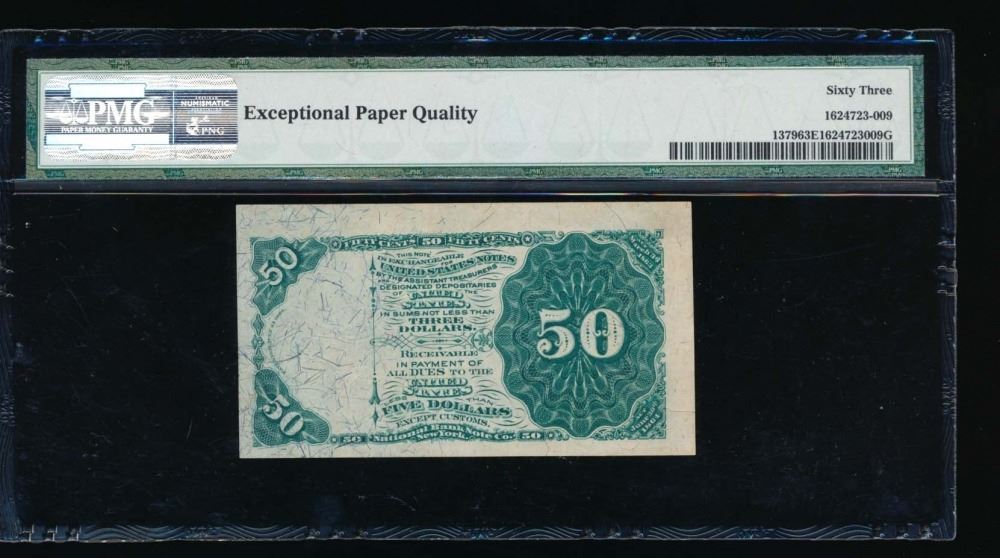 PMG
PAPER MONEY GUARANTY
NUMISMATIC
PNG
Exceptional Paper Quality
Sixty Three
1624723-009
137963E1624723009G
FIFTY CENTS 50 FIFTY CENTS
50
THIS NOTE
IS EXCHANGEABLE
FOR
UNITED STATES NOTES
BY THE ASSISTANT TREASURERS
AND
DESIGNATED DEPOSITARIES
OF THE
UNITED
STATES,
IN SUMS NOT LESS THAN
THREE
DOLLARS.
RECEIVABLE
IN PAYMENT OF
ALL DUES TO THE
UNITED
STATES
LESS THAN
FIVE DOLLARS
EXCEPT CUSTOMS.
50
50
50 National Bank Note Co. 50
New York.